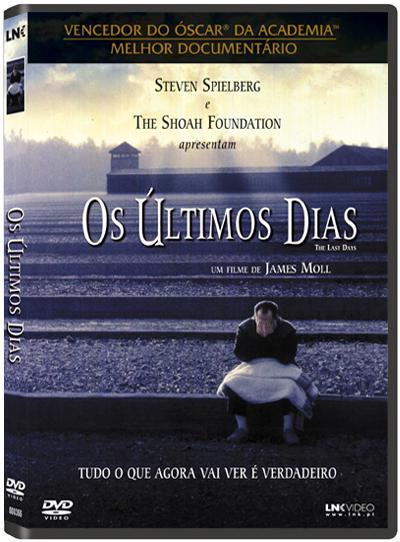 LNK
OS ÚLTIMOS DIAS
DVD
VIDEO
VENCEDOR DO ÓSCAR® DA ACADEMIA™
MELHOR DOCUMENTÁRIO
STEVEN SPIELBERG
e
THE SHOAH FOUNDATION
apresentam
OS ÚLTIMOS DIAS
THE LAST DAYS
UM FILME DE JAMES MOLL
TUDO O QUE AGORA VAI VER É VERDADEIRO
DVD
VIDEO
LNKVIDEO
www.lnk.pt